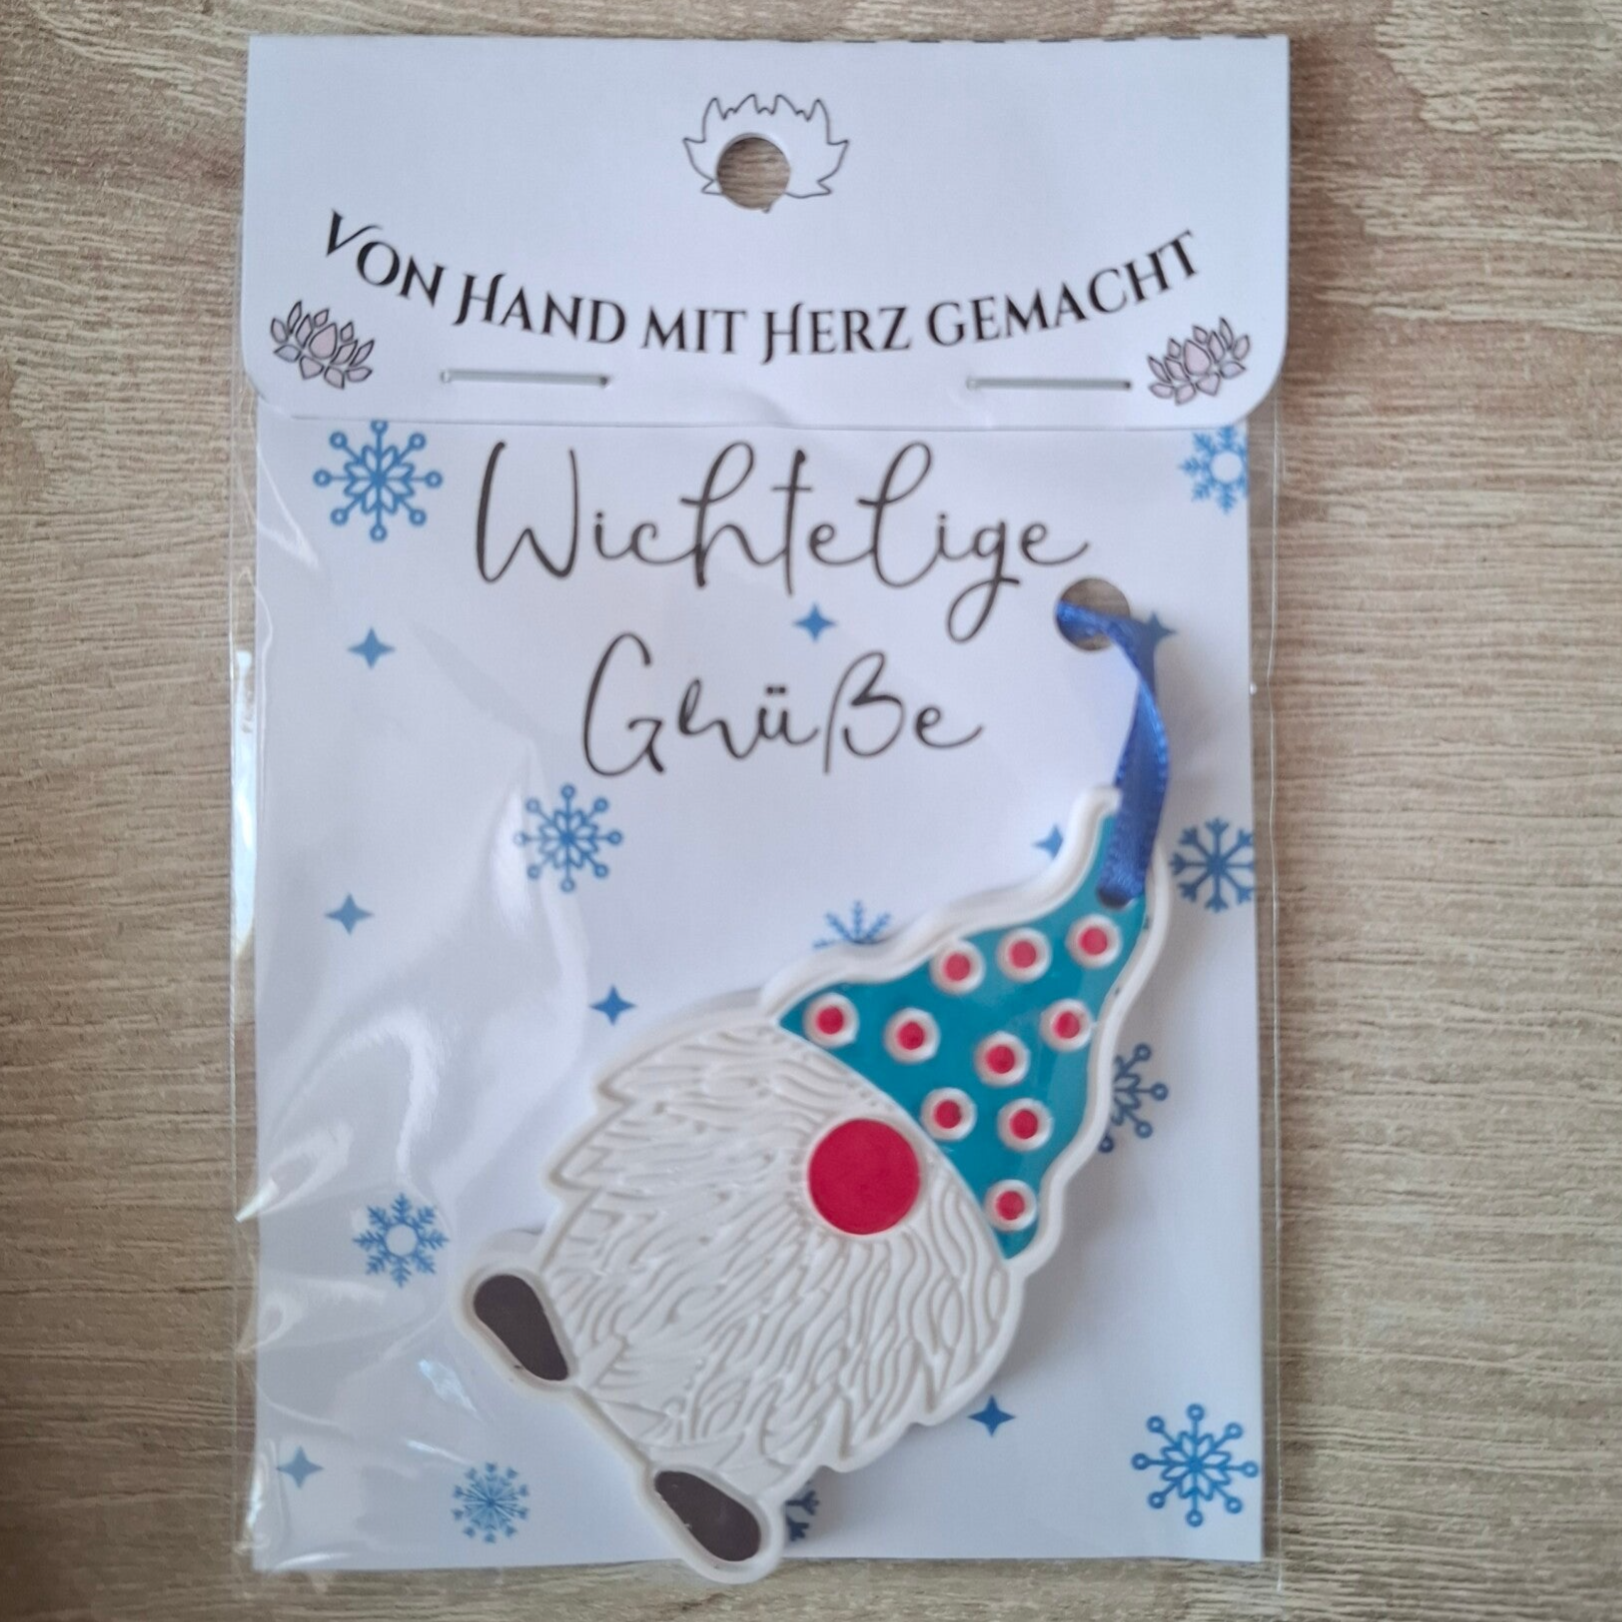 VON HAND MIT HERZ GEMACHT
Wichtelige
Grüße